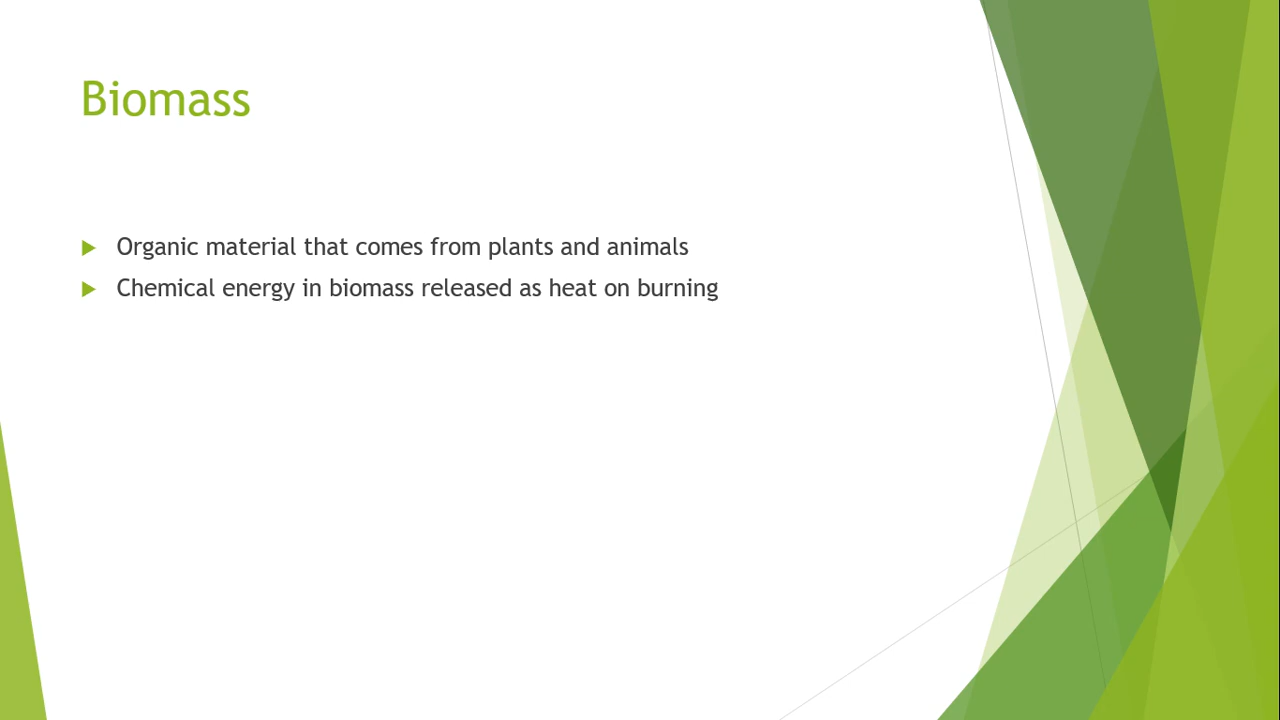 Biomass
Organic material that comes from plants and animals
Chemical energy in biomass released as heat on burning